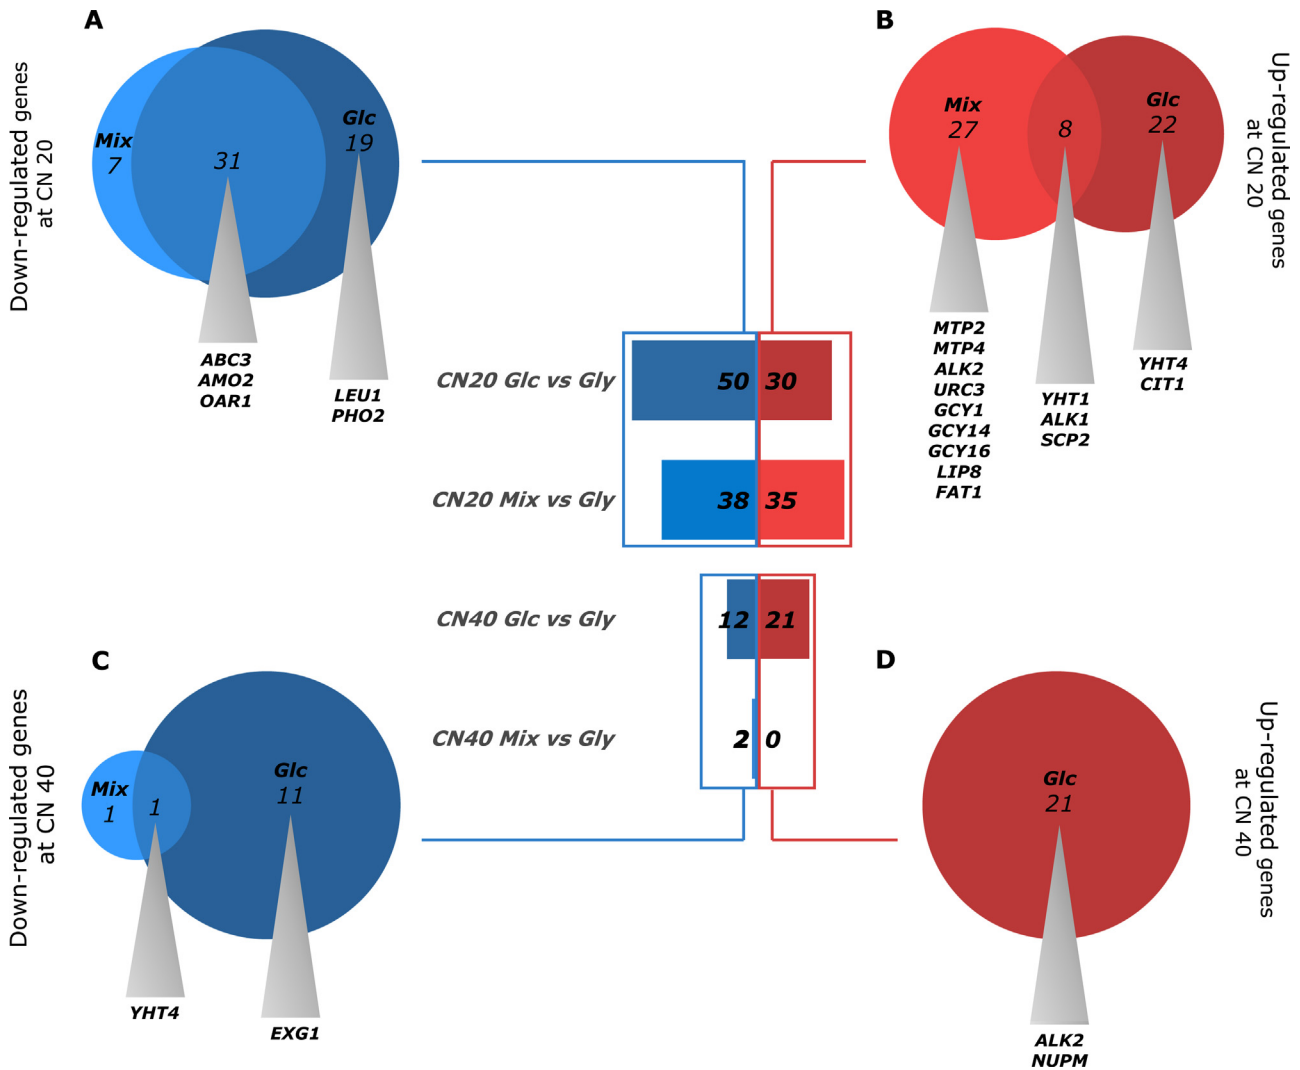 A
Down-regulated genes
at CN 20
Mix
7
31
Glc
19
ABC3
AMO2
OAR1
LEU1
PHO2
B
Up-regulated genes
at CN 20
Mix
27
8
Glc
22
MTP2
MTP4
ALK2
URC3
GCY1
GCY14
GCY16
LIP8
FAT1
YHT1
ALK1
SCP2
YHT4
CIT1
CN20 Glc vs Gly
50
30
CN20 Mix vs Gly
38
35
CN40 Glc vs Gly
12
21
CN40 Mix vs Gly
2
0
C
Down-regulated genes
at CN 40
Mix
1
1
Glc
11
YHT4
EXG1
D
Up-regulated genes
at CN 40
Glc
21
ALK2
NUPM